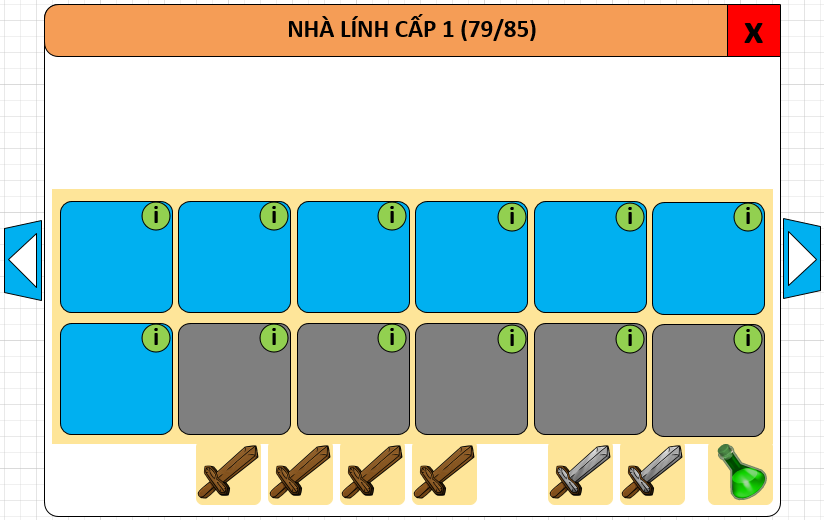 NHÀ LÍNH CẤP 1 (79/85)
X
i i i i i i
i i i i i i